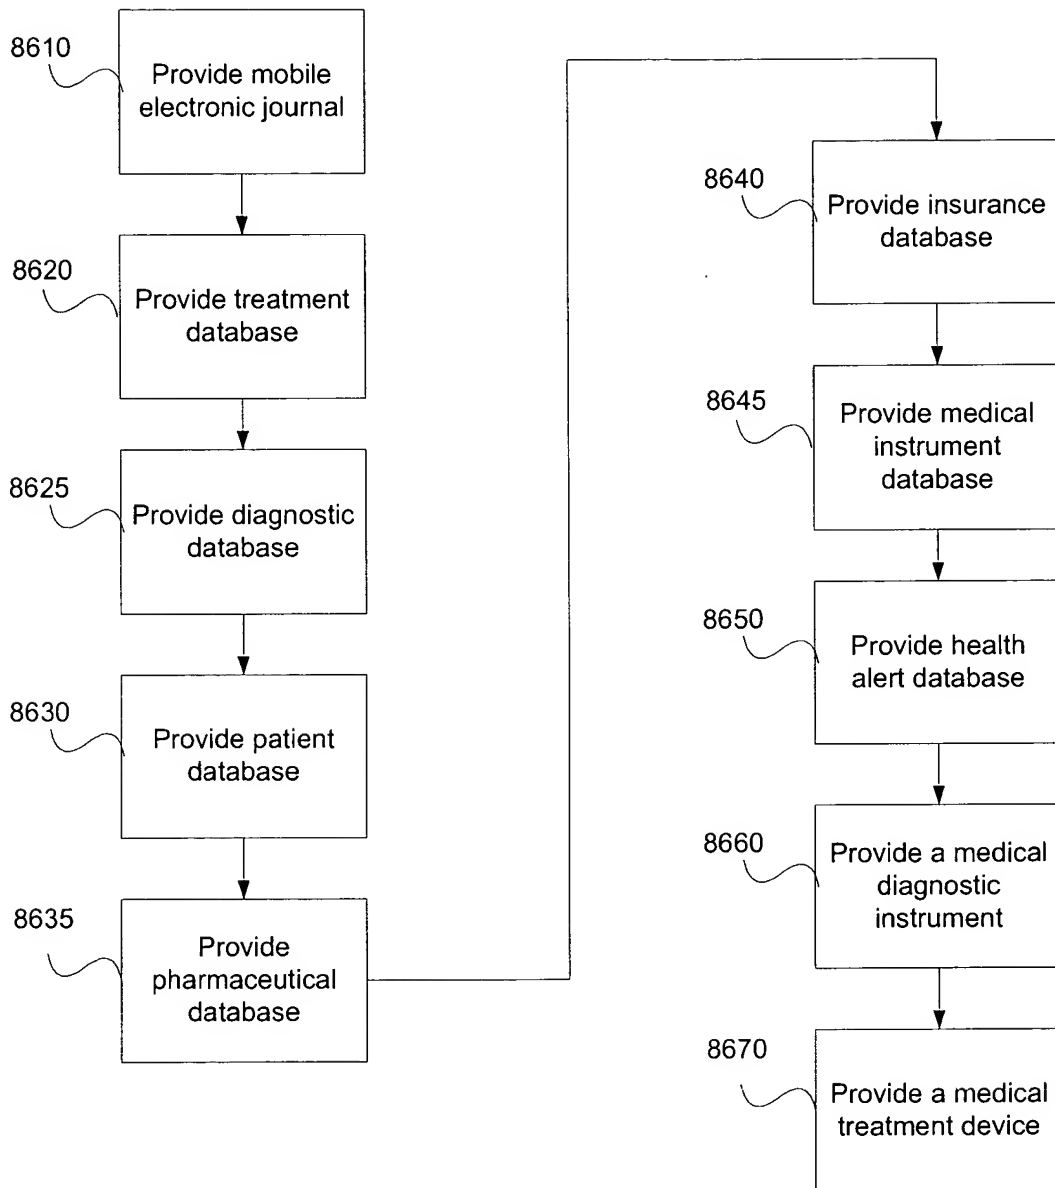 8610
Provide mobile
electronic journal
8620
Provide treatment
database
8625
Provide diagnostic
database
8630
Provide patient
database
8635
Provide
pharmaceutical
database
8640
Provide insurance
database
8645
Provide medical
instrument
database
8650
Provide health
alert database
8660
Provide a medical
diagnostic
instrument
8670
Provide a medical
treatment device